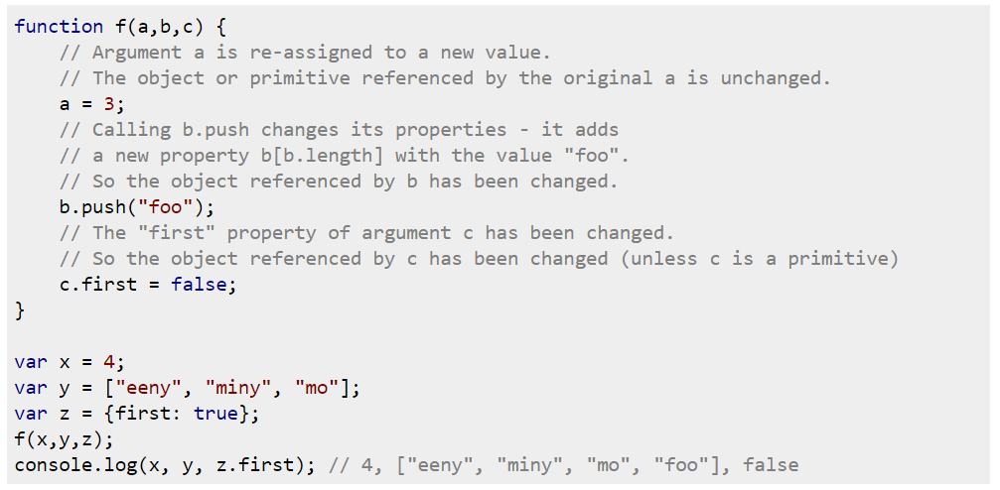 function f(a,b,c) {
    // Argument a is re-assigned to a new value.
    // The object or primitive referenced by the original a is unchanged.
    a = 3;
    // Calling b.push changes its properties - it adds
    // a new property b[b.length] with the value "foo".
    // So the object referenced by b has been changed.
    b.push("foo");
    // The "first" property of argument c has been changed.
    // So the object referenced by c has been changed (unless c is a primitive)
    c.first = false;
}

var x = 4;
var y = ["eeny", "miny", "mo"];
var z = {first: true};
f(x,y,z);
console.log(x, y, z.first); // 4, ["eeny", "miny", "mo", "foo"], false